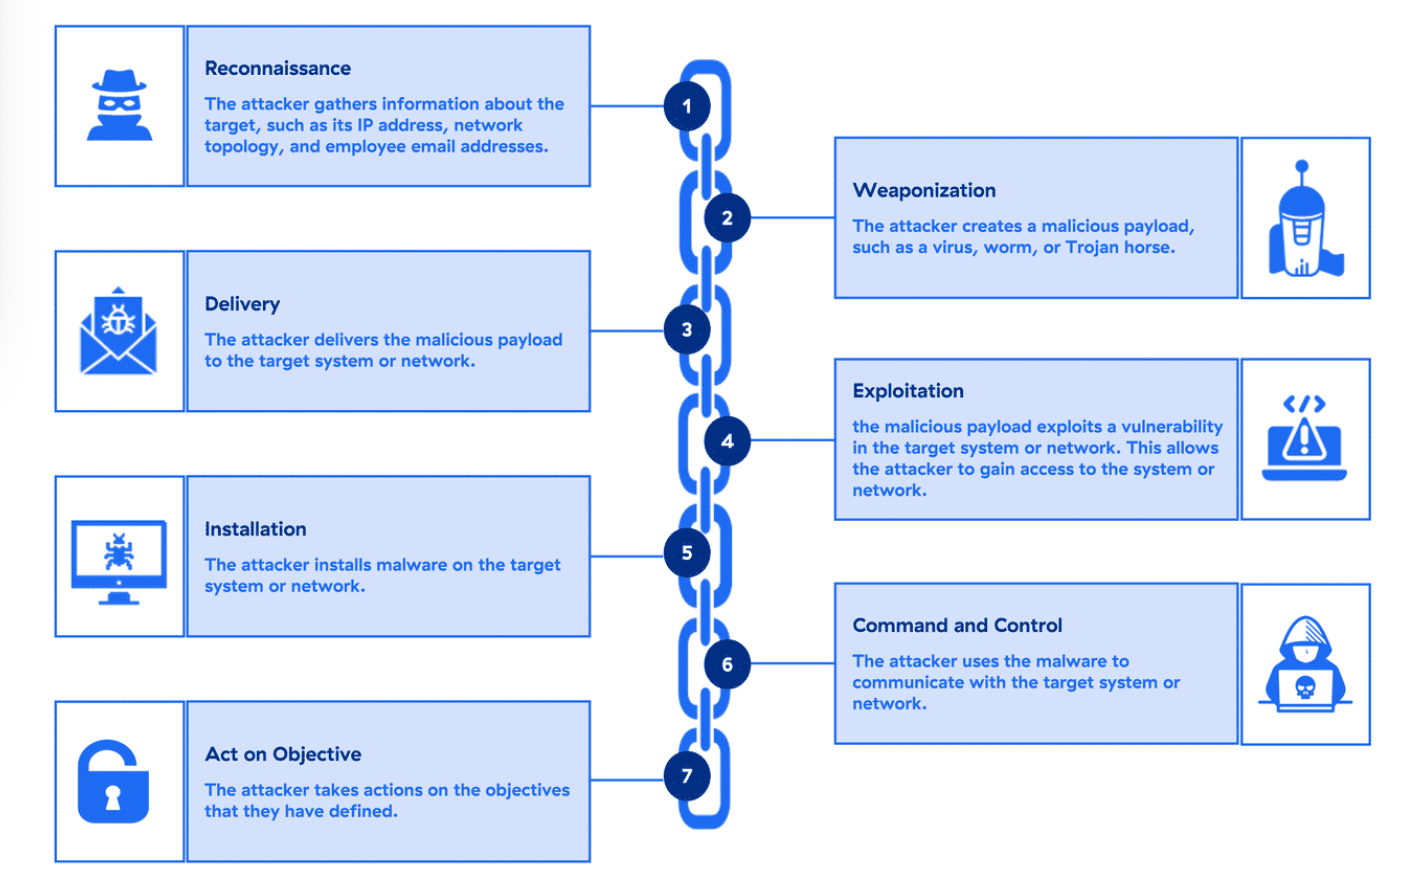 Reconnaissance
The attacker gathers information about the
target, such as its IP address, network
topology, and employee email addresses.
1
Weaponization
The attacker creates a malicious payload,
such as a virus, worm, or Trojan horse.
2
Delivery
The attacker delivers the malicious payload
to the target system or network.
3
Exploitation
the malicious payload exploits a vulnerability
in the target system or network. This allows
the attacker to gain access to the system or
network.
4
</>
Installation
The attacker installs malware on the target
system or network.
5
Command and Control
The attacker uses the malware to
communicate with the target system or
network.
6
Act on Objective
The attacker takes actions on the objectives
that they have defined.
7